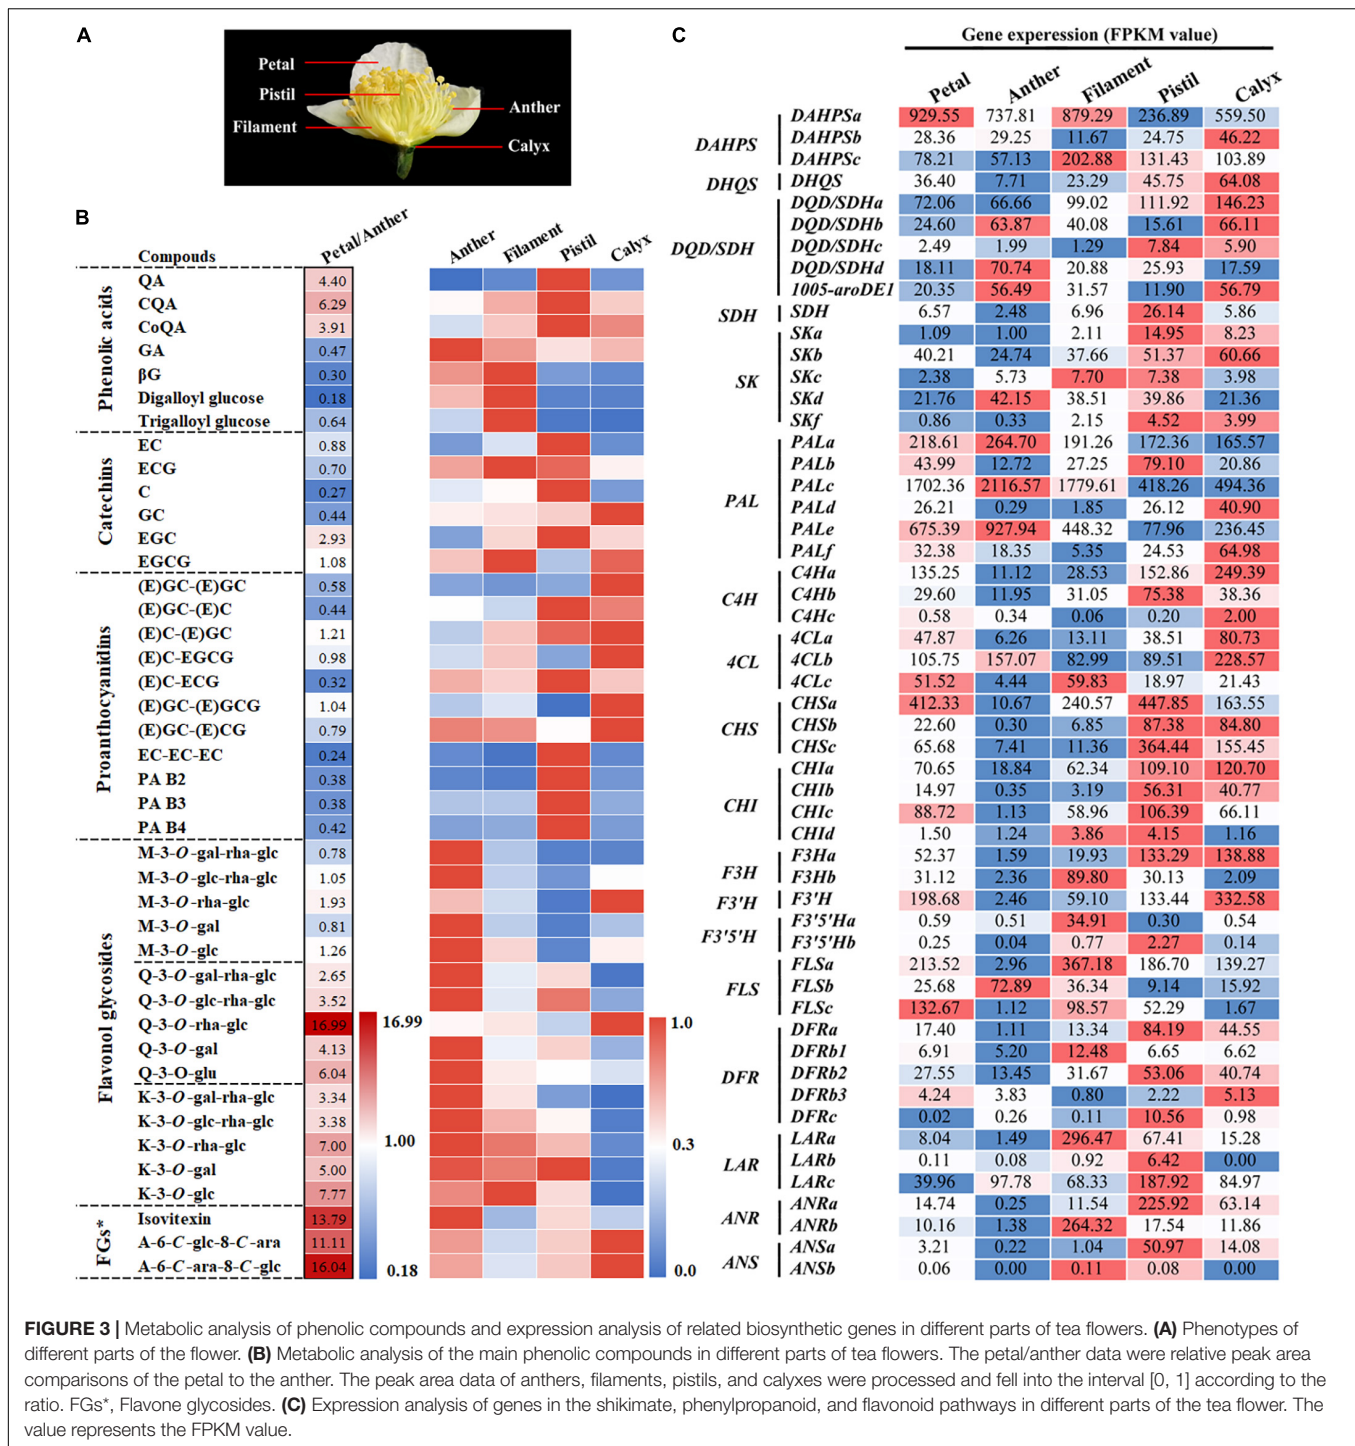 A
Petal
Pistil
Filament
Anther
Calyx
B
Compouds
Petal/Anther
Anther
Filament
Pistil
Calyx
Phenolic acids
QA 4.40
CQA 6.29
CoQA 3.91
GA 0.47
βG 0.30
Digalloyl glucose 0.18
Trigalloyl glucose 0.64
Catechins
EC 0.88
ECG 0.70
C 0.27
GC 0.44
EGC 2.93
EGCG 1.08
Proanthocyanidins
(E)GC-(E)GC 0.58
(E)GC-(E)C 0.44
(E)C-(E)GC 1.21
(E)C-EGCG 0.98
(E)C-ECG 0.32
(E)GC-(E)GCG 1.04
(E)GC-(E)CG 0.79
EC-EC-EC 0.24
PA B2 0.38
PA B3 0.38
PA B4 0.42
Flavonol glycosides
M-3-O-gal-rha-glc 0.78
M-3-O-glc-rha-glc 1.05
M-3-O-rha-glc 1.93
M-3-O-gal 0.81
M-3-O-glc 1.26
Q-3-O-gal-rha-glc 2.65
Q-3-O-glc-rha-glc 3.52
Q-3-O-rha-glc 16.99
Q-3-O-gal 4.13
Q-3-O-glu 6.04
K-3-O-gal-rha-glc 3.34
K-3-O-glc-rha-glc 3.38
K-3-O-rha-glc 7.00
K-3-O-gal 5.00
K-3-O-glc 7.77
FGs*
Isovitexin 13.79
A-6-C-glc-8-C-ara 11.11
A-6-C-ara-8-C-glc 16.04
16.99
1.00
0.18
1.0
0.3
0.0
C
Gene experession (FPKM value)
Petal
Anther
Filament
Pistil
Calyx
DAHPS
DAHPSa 929.55 737.81 879.29 236.89 559.50
DAHPSb 28.36 29.25 11.67 24.75 46.22
DAHPSc 78.21 57.13 202.88 131.43 103.89
DHQS
DHQS 36.40 7.71 23.29 45.75 64.08
DQD/SDH
DQD/SDHa 72.06 66.66 99.02 111.92 146.23
DQD/SDHb 24.60 63.87 40.08 15.61 66.11
DQD/SDHc 2.49 1.99 1.29 7.84 5.90
DQD/SDHd 18.11 70.74 20.88 25.93 17.59
1005-aroDE1 20.35 56.49 31.57 11.90 56.79
SDH
SDH 6.57 2.48 6.96 26.14 5.86
SK
SKa 1.09 1.00 2.11 14.95 8.23
SKb 40.21 24.74 37.66 51.37 60.66
SKc 2.38 5.73 7.70 7.38 3.98
SKd 21.76 42.15 38.51 39.86 21.36
SKf 0.86 0.33 2.15 4.52 3.99
PAL
PALa 218.61 264.70 191.26 172.36 165.57
PALb 43.99 12.72 27.25 79.10 20.86
PALc 1702.36 2116.57 1779.61 418.26 494.36
PALd 26.21 0.29 1.85 26.12 40.90
PALe 675.39 927.94 448.32 77.96 236.45
PALf 32.38 18.35 5.35 24.53 64.98
C4H
C4Ha 135.25 11.12 28.53 152.86 249.39
C4Hb 29.60 11.95 31.05 75.38 38.36
C4Hc 0.58 0.34 0.06 0.20 2.00
4CL
4CLa 47.87 6.26 13.11 38.51 80.73
4CLb 105.75 157.07 82.99 89.51 228.57
4CLc 51.52 4.44 59.83 18.97 21.43
CHS
CHSa 412.33 10.67 240.57 447.85 163.55
CHSb 22.60 0.30 6.85 87.38 84.80
CHSc 65.68 7.41 11.36 364.44 155.45
CHI
CHIa 70.65 18.84 62.34 109.10 120.70
CHIb 14.97 0.35 3.19 56.31 40.77
CHIc 88.72 1.13 58.96 106.39 66.11
CHId 1.50 1.24 3.86 4.15 1.16
F3H
F3Ha 52.37 1.59 19.93 133.29 138.88
F3Hb 31.12 2.36 89.80 30.13 2.09
F3'H
F3'H 198.68 2.46 59.10 133.44 332.58
F3'5'H
F3'5'Ha 0.59 0.51 34.91 0.30 0.54
F3'5'Hb 0.25 0.04 0.77 2.27 0.14
FLS
FLSa 213.52 2.96 367.18 186.70 139.27
FLSb 25.68 72.89 36.34 9.14 15.92
FLSc 132.67 1.12 98.57 52.29 1.67
DFR
DFRa 17.40 1.11 13.34 84.19 44.55
DFRb1 6.91 5.20 12.48 6.65 6.62
DFRb2 27.55 13.45 31.67 53.06 40.74
DFRb3 4.24 3.83 0.80 2.22 5.13
DFRc 0.02 0.26 0.11 10.56 0.98
LAR
LARa 8.04 1.49 296.47 67.41 15.28
LARb 0.11 0.08 0.92 6.42 0.00
LARc 39.96 97.78 68.33 187.92 84.97
ANR
ANRa 14.74 0.25 11.54 225.92 63.14
ANRb 10.16 1.38 264.32 17.54 11.86
ANS
ANSa 3.21 0.22 1.04 50.97 14.08
ANSb 0.06 0.00 0.11 0.08 0.00
FIGURE 3 | Metabolic analysis of phenolic compounds and expression analysis of related biosynthetic genes in different parts of tea flowers. (A) Phenotypes of
different parts of the flower. (B) Metabolic analysis of the main phenolic compounds in different parts of tea flowers. The petal/anther data were relative peak area
comparisons of the petal to the anther. The peak area data of anthers, filaments, pistils, and calyxes were processed and fell into the interval [0, 1] according to the
ratio. FGs*, Flavone glycosides. (C) Expression analysis of genes in the shikimate, phenylpropanoid, and flavonoid pathways in different parts of the tea flower. The
value represents the FPKM value.